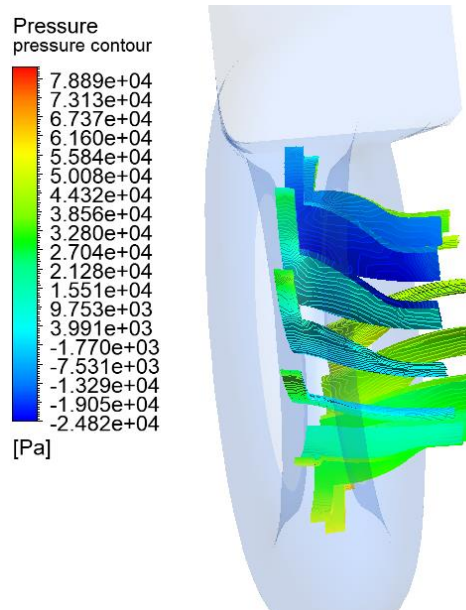 Pressure
pressure contour
7.889e+04
7.313e+04
6.737e+04
6.160e+04
5.584e+04
5.008e+04
4.432e+04
3.856e+04
3.280e+04
2.704e+04
2.128e+04
1.551e+04
9.753e+03
3.991e+03
-1.770e+03
-7.531e+03
-1.329e+04
-1.905e+04
-2.482e+04
[Pa]